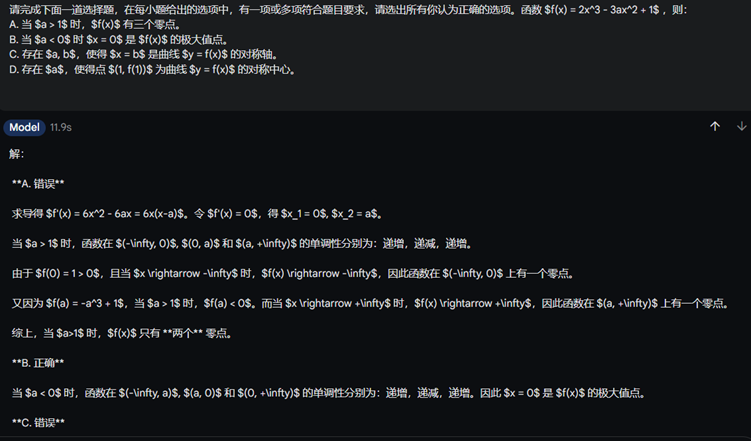 请完成下面一道选择题，在每小题给出的选项中，有一项或多项符合题目要求，请选出所有你认为正确的选项。函数 $f(x) = 2x^3 - 3ax^2 + 1$ ，则：
A. 当 $a > 1$ 时，$f(x)$ 有三个零点。
B. 当 $a < 0$ 时 $x = 0$ 是 $f(x)$ 的极大值点。
C. 存在 $a, b$，使得 $x = b$ 是曲线 $y = f(x)$ 的对称轴。
D. 存在 $a$，使得点 $(1, f(1))$ 为曲线 $y = f(x)$ 的对称中心。
Model 11.9s
解：
**A. 错误**
求导得 $f'(x) = 6x^2 - 6ax = 6x(x-a)$。令 $f'(x) = 0$，得 $x_1 = 0$, $x_2 = a$。
当 $a > 1$ 时，函数在 $(-\infty, 0)$, $(0, a)$ 和 $(a, +\infty)$ 的单调性分别为：递增，递减，递增。
由于 $f(0) = 1 > 0$，且当 $x \rightarrow -\infty$ 时，$f(x) \rightarrow -\infty$，因此函数在 $(-\infty, 0)$ 上有一个零点。
又因为 $f(a) = -a^3 + 1$，当 $a > 1$ 时，$f(a) < 0$。而当 $x \rightarrow +\infty$ 时，$f(x) \rightarrow +\infty$，因此函数在 $(a, +\infty)$ 上有一个零点。
综上，当 $a>1$ 时，$f(x)$ 只有 **两个** 零点。
**B. 正确**
当 $a < 0$ 时，函数在 $(-\infty, a)$, $(a, 0)$ 和 $(0, +\infty)$ 的单调性分别为：递增，递减，递增。因此 $x = 0$ 是 $f(x)$ 的极大值点。
**C. 错误**